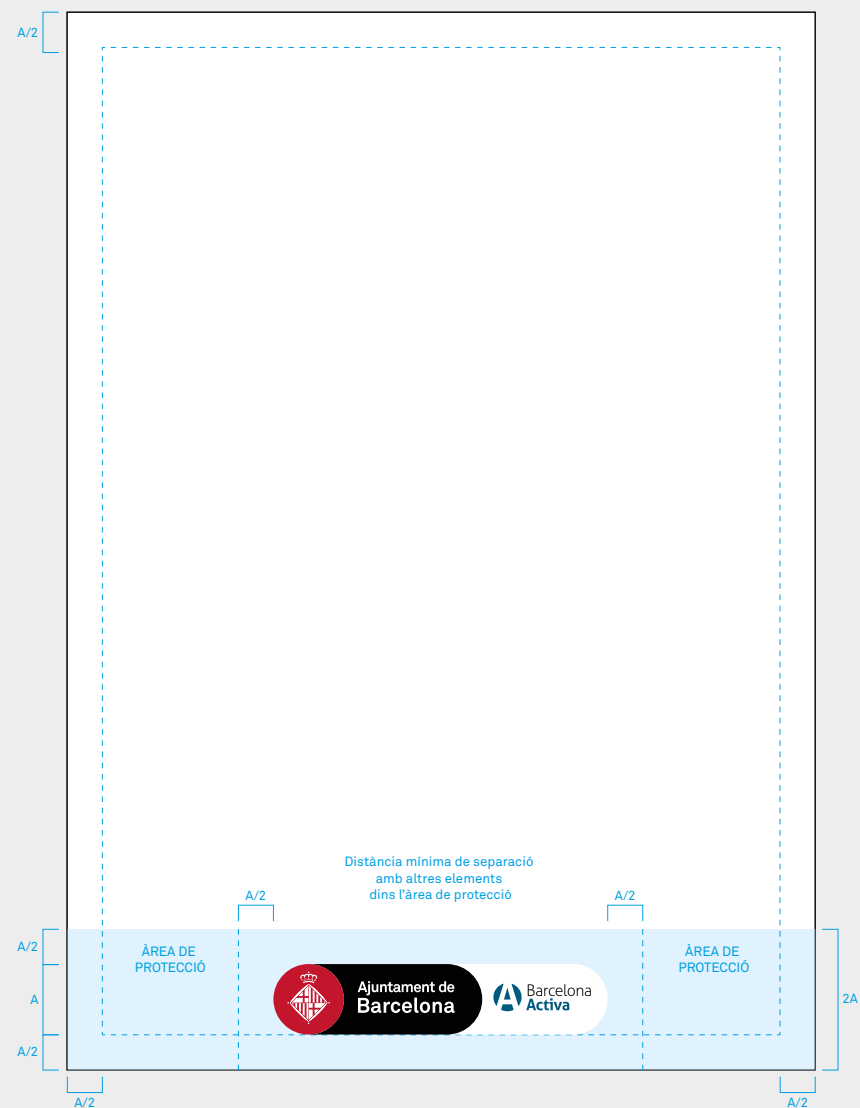 A/2
Distància mínima de separació
amb altres elements
dins l'àrea de protecció
A/2
A/2
A/2
ÀREA DE
PROTECCIÓ
ÀREA DE
PROTECCIÓ
A
Ajuntament de
Barcelona
Barcelona
Activa
2A
A/2
A/2
A/2